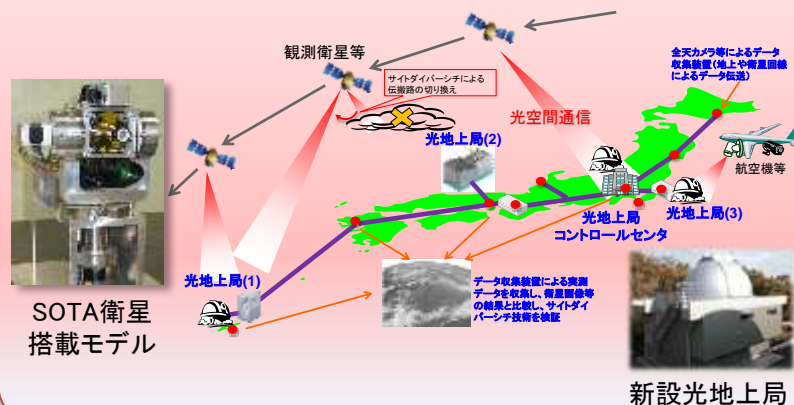 観測衛星等
サイトダイバーシチによる
伝搬路の切り換え
全天カメラ等によるデータ
収集装置(地上や衛星回線
によるデータ伝送)
光空間通信
光地上局(2)
航空機等
光地上局
コントロールセンタ
光地上局(3)
光地上局(1)
データ収集装置による実測
データを収集し、衛星画像等
の結果と比較し、サイトダイ
バーシチ技術を検証
SOTA衛星
搭載モデル
新設光地上局